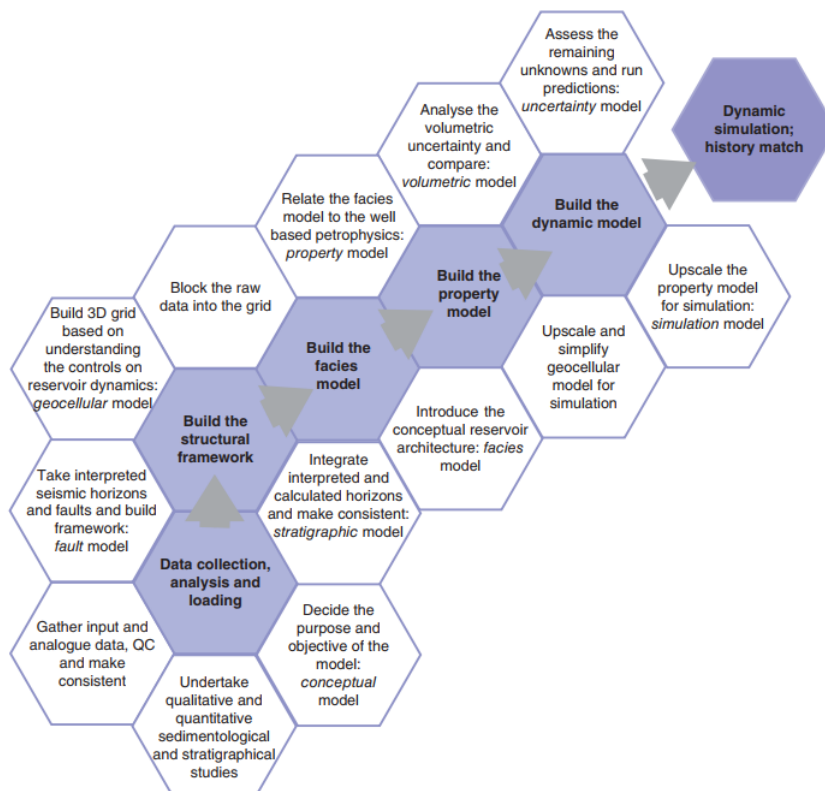 Assess the
remaining
unknowns and run
predictions:
uncertainty model
Dynamic
simulation;
history match
Analyse the
volumetric
uncertainty and
compare:
volumetric model
Relate the facies
model to the well
based petrophysics:
property model
Build the
dynamic model
Block the raw
data into the grid
Build the
property
model
Upscale the
property model
for simulation:
simulation model
Build 3D grid
based on
understanding
the controls on
reservoir dynamics:
geocellular model
Build the
facies
model
Upscale and
simplify
geocellular
model for
simulation
Build the
structural
framework
Introduce the
conceptual reservoir
architecture: facies
model
Take interpreted
seismic horizons
and faults and build
framework:
fault model
Integrate
interpreted and
calculated horizons
and make consistent:
stratigraphic model
Data collection,
analysis and
loading
Gather input and
analogue data, QC
and make
consistent
Decide the
purpose and
objective of the
model:
conceptual
model
Undertake
qualitative and
quantitative
sedimentological
and stratigraphical
studies